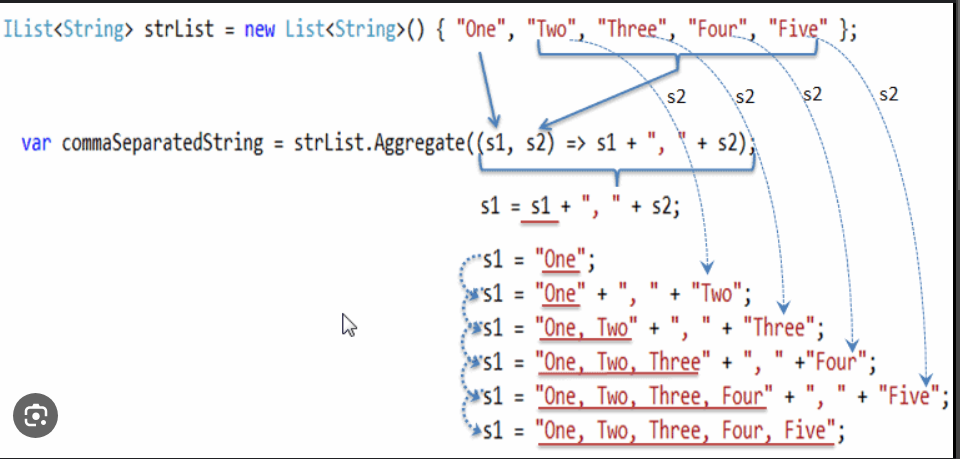 IList<String> strList = new List<String>() { "One", "Two", "Three", "Four", "Five" };
s2 s2 s2 s2
var commaSeparatedString = strList.Aggregate((s1, s2) => s1 + ", " + s2);
s1 = s1 + ", " + s2;
s1 = "One";
s1 = "One" + ", " + "Two";
s1 = "One, Two" + ", " + "Three";
s1 = "One, Two, Three" + ", " +"Four";
s1 = "One, Two, Three, Four" + ", " + "Five";
s1 = "One, Two, Three, Four, Five";